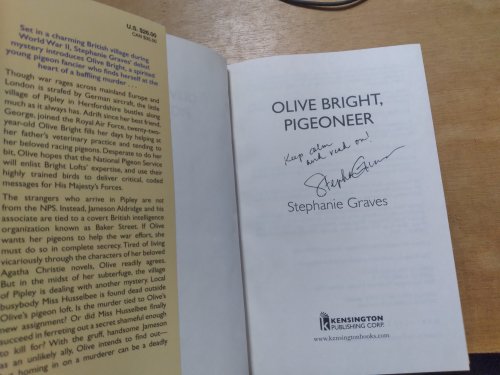 U.S. $26.00
CAN $35.00
Set in a charming British village during
World War II, Stephanie Graves' debut
mystery introduces Olive Bright, a spirited
young pigeon fancier who finds herself at the
heart of a baffling murder . . .
Though war rages across mainland Europe and
London is strafed by German aircraft, the little
village of Pipley in Hertfordshire bustles along
much as it always has. Adrift since her best friend,
George, joined the Royal Air Force, twenty-two-
year-old Olive Bright fills her days by helping at
her father's veterinary practice and tending to
her beloved racing pigeons. Desperate to do her
bit, Olive hopes that the National Pigeon Service
will enlist Bright Lofts' expertise, and use their
highly trained birds to deliver critical, coded
messages for His Majesty's Forces.
The strangers who arrive in Pipley are not
from the NPS. Instead, Jameson Aldridge and his
associate are tied to a covert British intelligence
organization known as Baker Street. If Olive
wants her pigeons to help the war effort, she
must do so in complete secrecy. Tired of living
vicariously through the characters of her beloved
Agatha Christie novels, Olive readily agrees.
But in the midst of her subterfuge, the village
of Pipley is dealing with another mystery. Local
busybody Miss Husselbee is found dead outside
Olive's pigeon loft. Is the murder tied to Olive's
new assignment? Or did Miss Husselbee finally
succeed in ferreting out a secret shameful enough
to kill for? With the gruff, handsome Jameson
as an unlikely ally, Olive intends to find out—
but homing in on a murderer can be a deadly
OLIVE BRIGHT,
PIGEONEER
Keep calm
and read on!
Stephanie Graves
Stephanie Graves
K
KENSINGTON
PUBLISHING CORP.
www.kensingtonbooks.com